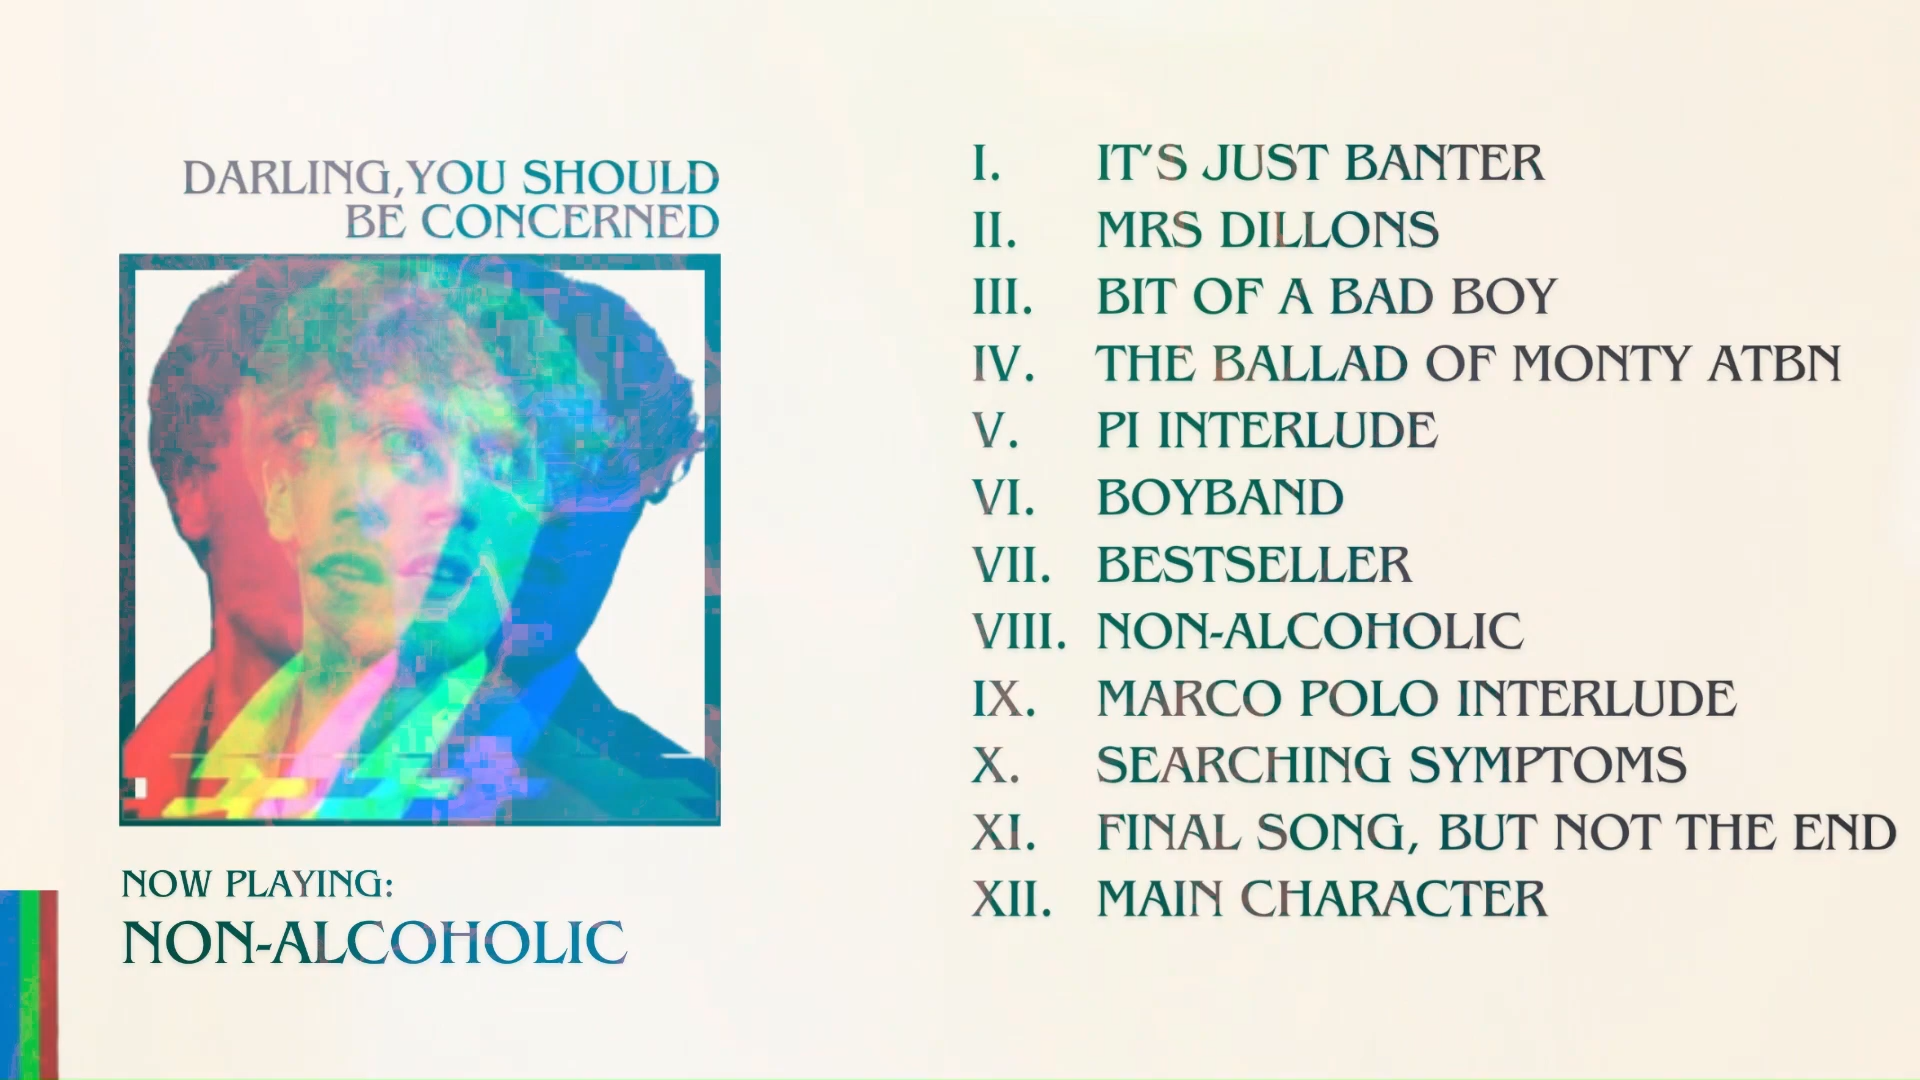 DARLING,YOU SHOULD
BE CONCERNED
NOW PLAYING:
NON-ALCOHOLIC
I. IT'S JUST BANTER
II. MRS DILLONS
III. BIT OF A BAD BOY
IV. THE BALLAD OF MONTY ATBN
V. PI INTERLUDE
VI. BOYBAND
VII. BESTSELLER
VIII. NON-ALCOHOLIC
IX. MARCO POLO INTERLUDE
X. SEARCHING SYMPTOMS
XI. FINAL SONG, BUT NOT THE END
XII. MAIN CHARACTER